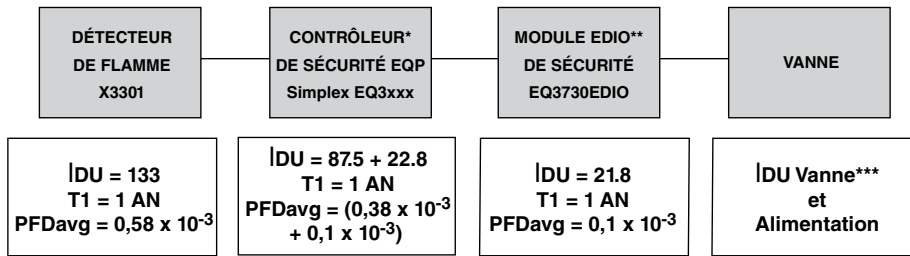 DÉTECTEUR
DE FLAMME
X3301
CONTRÔLEUR*
DE SÉCURITÉ EQP
Simplex EQ3xxx
MODULE EDIO**
DE SÉCURITÉ
EQ3730EDIO
VANNE
lDU = 133
T1 = 1 AN
PFDavg = 0,58 x 10-3
lDU = 87.5 + 22.8
T1 = 1 AN
PFDavg = (0,38 x 10-3
+ 0,1 x 10-3)
lDU = 21.8
T1 = 1 AN
PFDavg = 0,1 x 10-3
lDU Vanne***
et
Alimentation